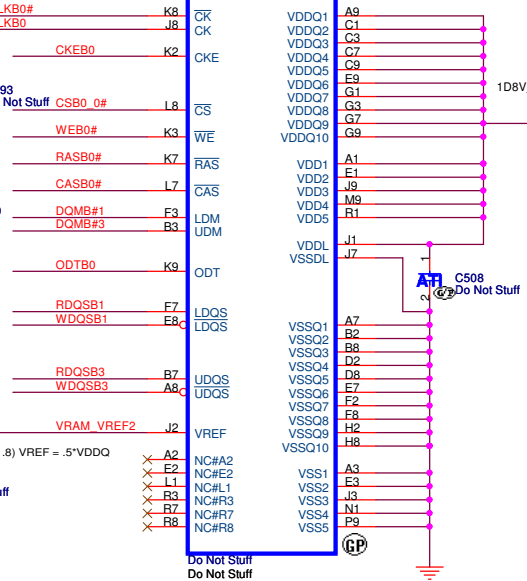 LKB0# K8 CK VDDQ1 A9
LKB0 J8 CK VDDQ2 C1
VDDQ3 C3
CKEB0 K2 CKE VDDQ4 C7
VDDQ5 C9
VDDQ6 E9
93 VDDQ7 G1 1D8V
Not Stuff CSB0_0# L8 CS VDDQ8 G3
VDDQ9 G7
WEB0# K3 WE VDDQ10 G9
RASB0# K7 RAS VDD1 A1
VDD2 E1
CASB0# L7 CAS VDD3 J9
VDD4 M9
DQMB#1 F3 LDM VDD5 R1
DQMB#3 B3 UDM
VDDL J1
VSSDL J7
ODTB0 K9 ODT
1 ATI C508
2 G/P Do Not Stuff
RDQSB1 F7 LDQS
WDQSB1 E8 LDQS VSSQ1 A7
VSSQ2 B2
VSSQ3 B8
VSSQ4 D2
RDQSB3 B7 UDQS VSSQ5 D8
WDQSB3 A8 UDQS VSSQ6 E7
VSSQ7 F2
VSSQ8 F8
VRAM_VREF2 J2 VREF VSSQ9 H2
VSSQ10 H8
.8) VREF = .5*VDDQ
A2 NC#A2
E2 NC#E2 VSS1 A3
L1 NC#L1 VSS2 E3
uff R3 NC#R3 VSS3 J3
R7 NC#R7 VSS4 N1
R8 NC#R8 VSS5 P9
GP
Do Not Stuff
Do Not Stuff